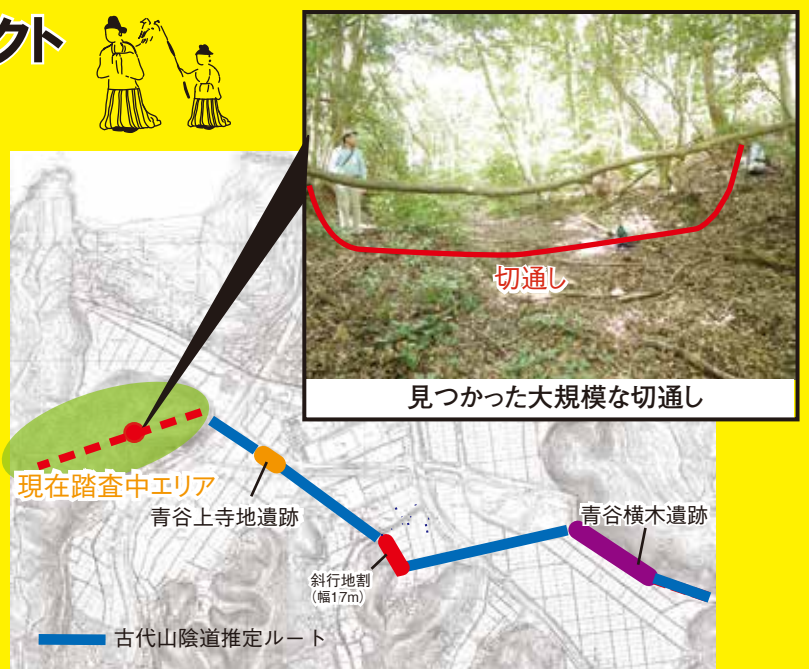 クト
切通し
見つかった大規模な切通し
現在踏査中エリア
青谷上寺地遺跡
青谷横木遺跡
斜行地割
(幅17m)
古代山陰道推定ルート